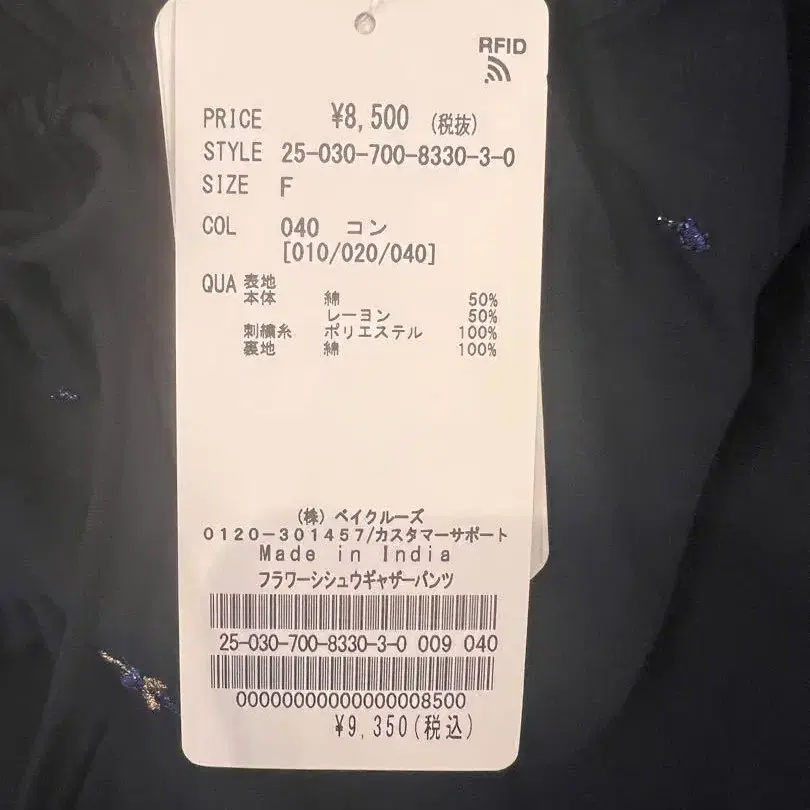 RFID
PRICE ¥8,500 (税抜)
STYLE 25-030-700-8330-3-0
SIZE F
COL 040 コン
[010/020/040]
QUA 表地
本体 綿 50%
レーヨン 50%
刺繍糸 ポリエステル 100%
裏地 綿 100%
(株) ベイクルーズ
0120-301457/カスタマーサポート
Made in India
フラワーシシュウギャザーパンツ
25-030-700-8330-3-0 009 040
00000000000000008500
¥9,350(税込)